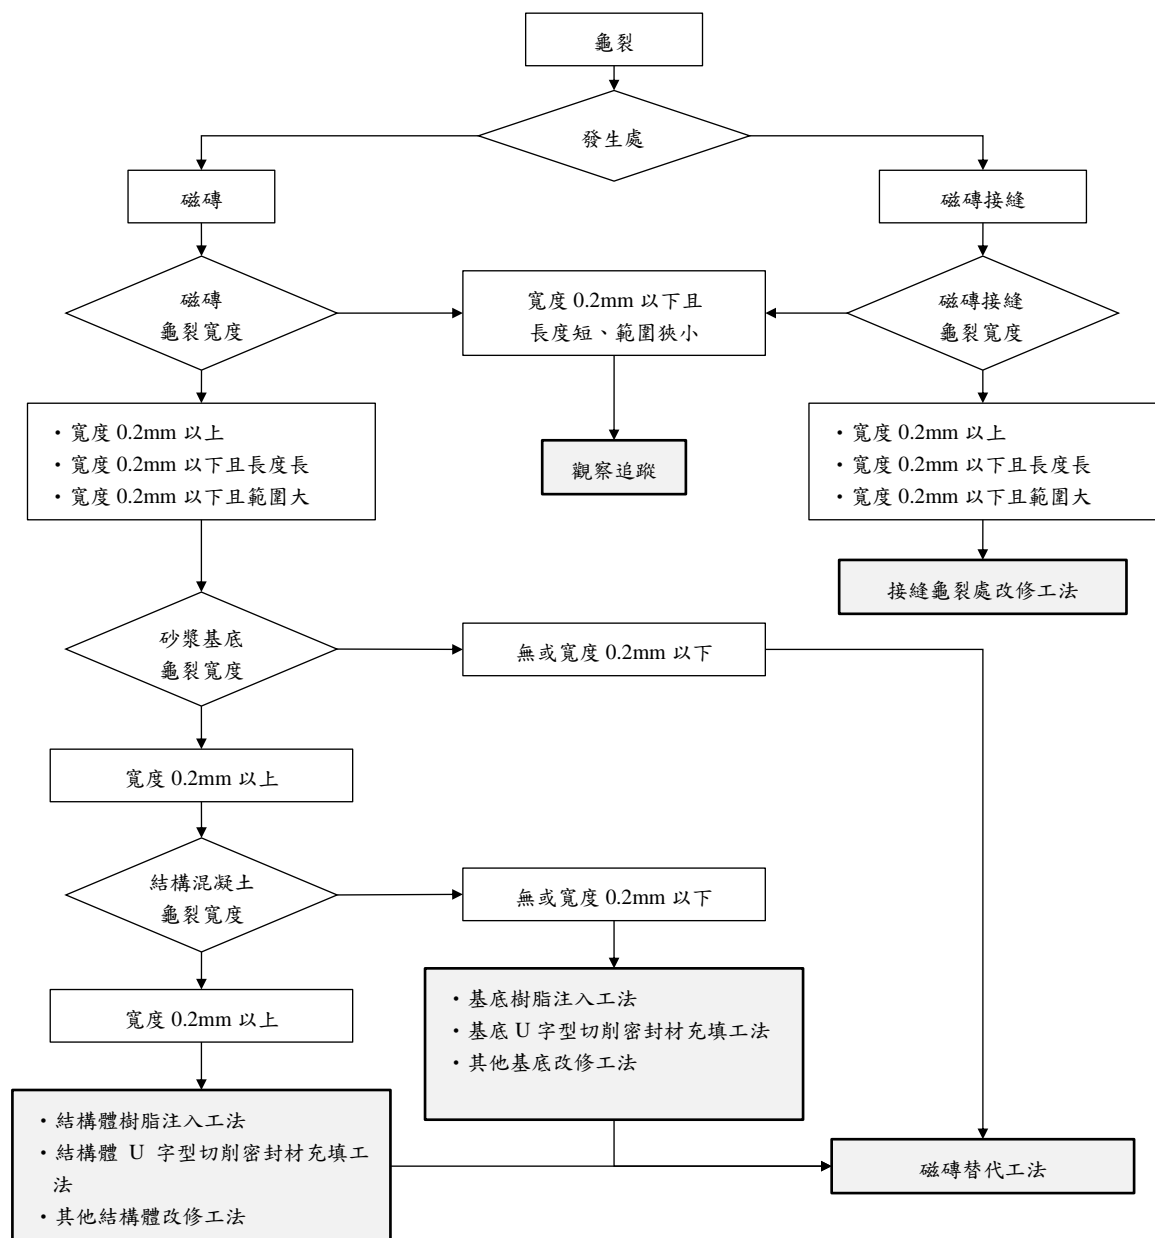 龜裂
發生處
磁磚
磁磚接縫
磁磚
龜裂寬度
寬度 0.2mm 以下且
長度短、範圍狹小
磁磚接縫
龜裂寬度
・寬度 0.2mm 以上
・寬度 0.2mm 以下且長度長
・寬度 0.2mm 以下且範圍大
觀察追蹤
・寬度 0.2mm 以上
・寬度 0.2mm 以下且長度長
・寬度 0.2mm 以下且範圍大
接縫龜裂處改修工法
砂漿基底
龜裂寬度
無或寬度 0.2mm 以下
寬度 0.2mm 以上
結構混凝土
龜裂寬度
無或寬度 0.2mm 以下
寬度 0.2mm 以上
・基底樹脂注入工法
・基底 U 字型切削密封材充填工法
・其他基底改修工法
・結構體樹脂注入工法
・結構體 U 字型切削密封材充填工
法
・其他結構體改修工法
磁磚替代工法